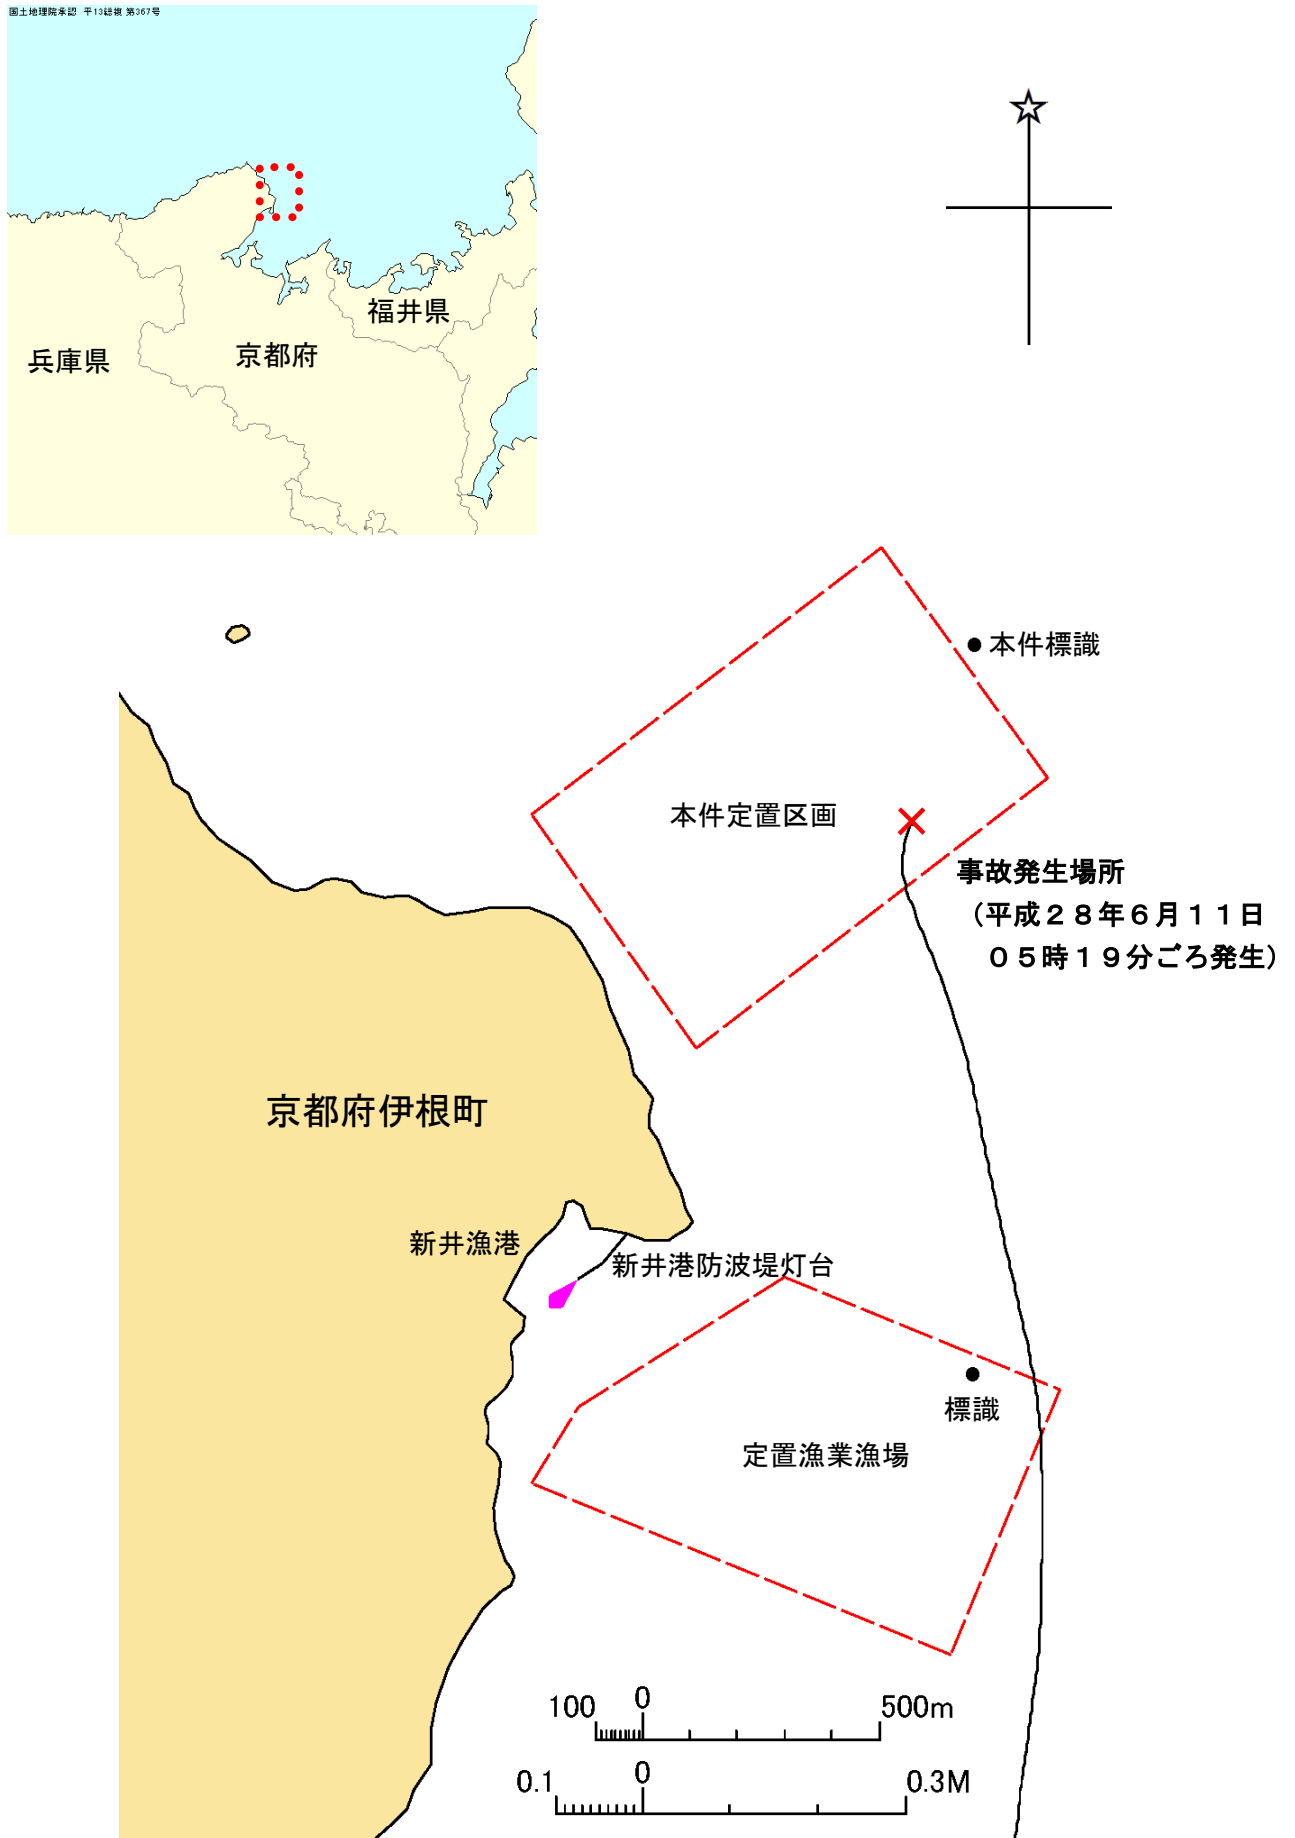 国土地理院承認 平13総複 第367号
福井県
京都府
兵庫県
本件標識
本件定置区画
事故発生場所
(平成28年6月11日
05時19分ごろ発生)
京都府伊根町
新井漁港
新井港防波堤灯台
標識
定置漁業漁場
100 0 500m
0.1 0 0.3M